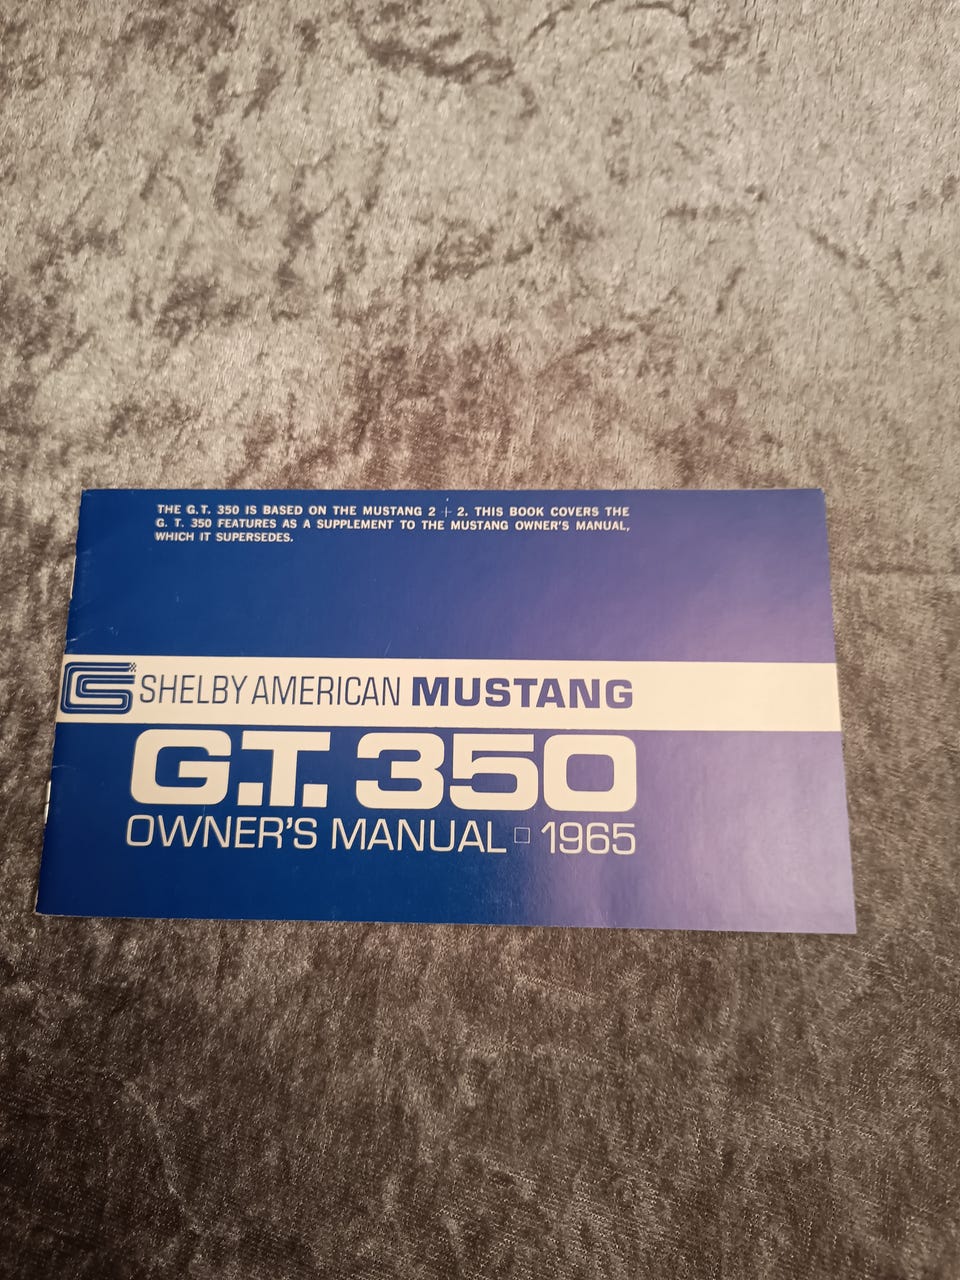 THE G.T. 350 IS BASED ON THE MUSTANG 2 + 2. THIS BOOK COVERS THE
G. T. 350 FEATURES AS A SUPPLEMENT TO THE MUSTANG OWNER'S MANUAL,
WHICH IT SUPERSEDES.
CS SHELBY AMERICAN MUSTANG
G.T. 350
OWNER'S MANUAL □ 1965